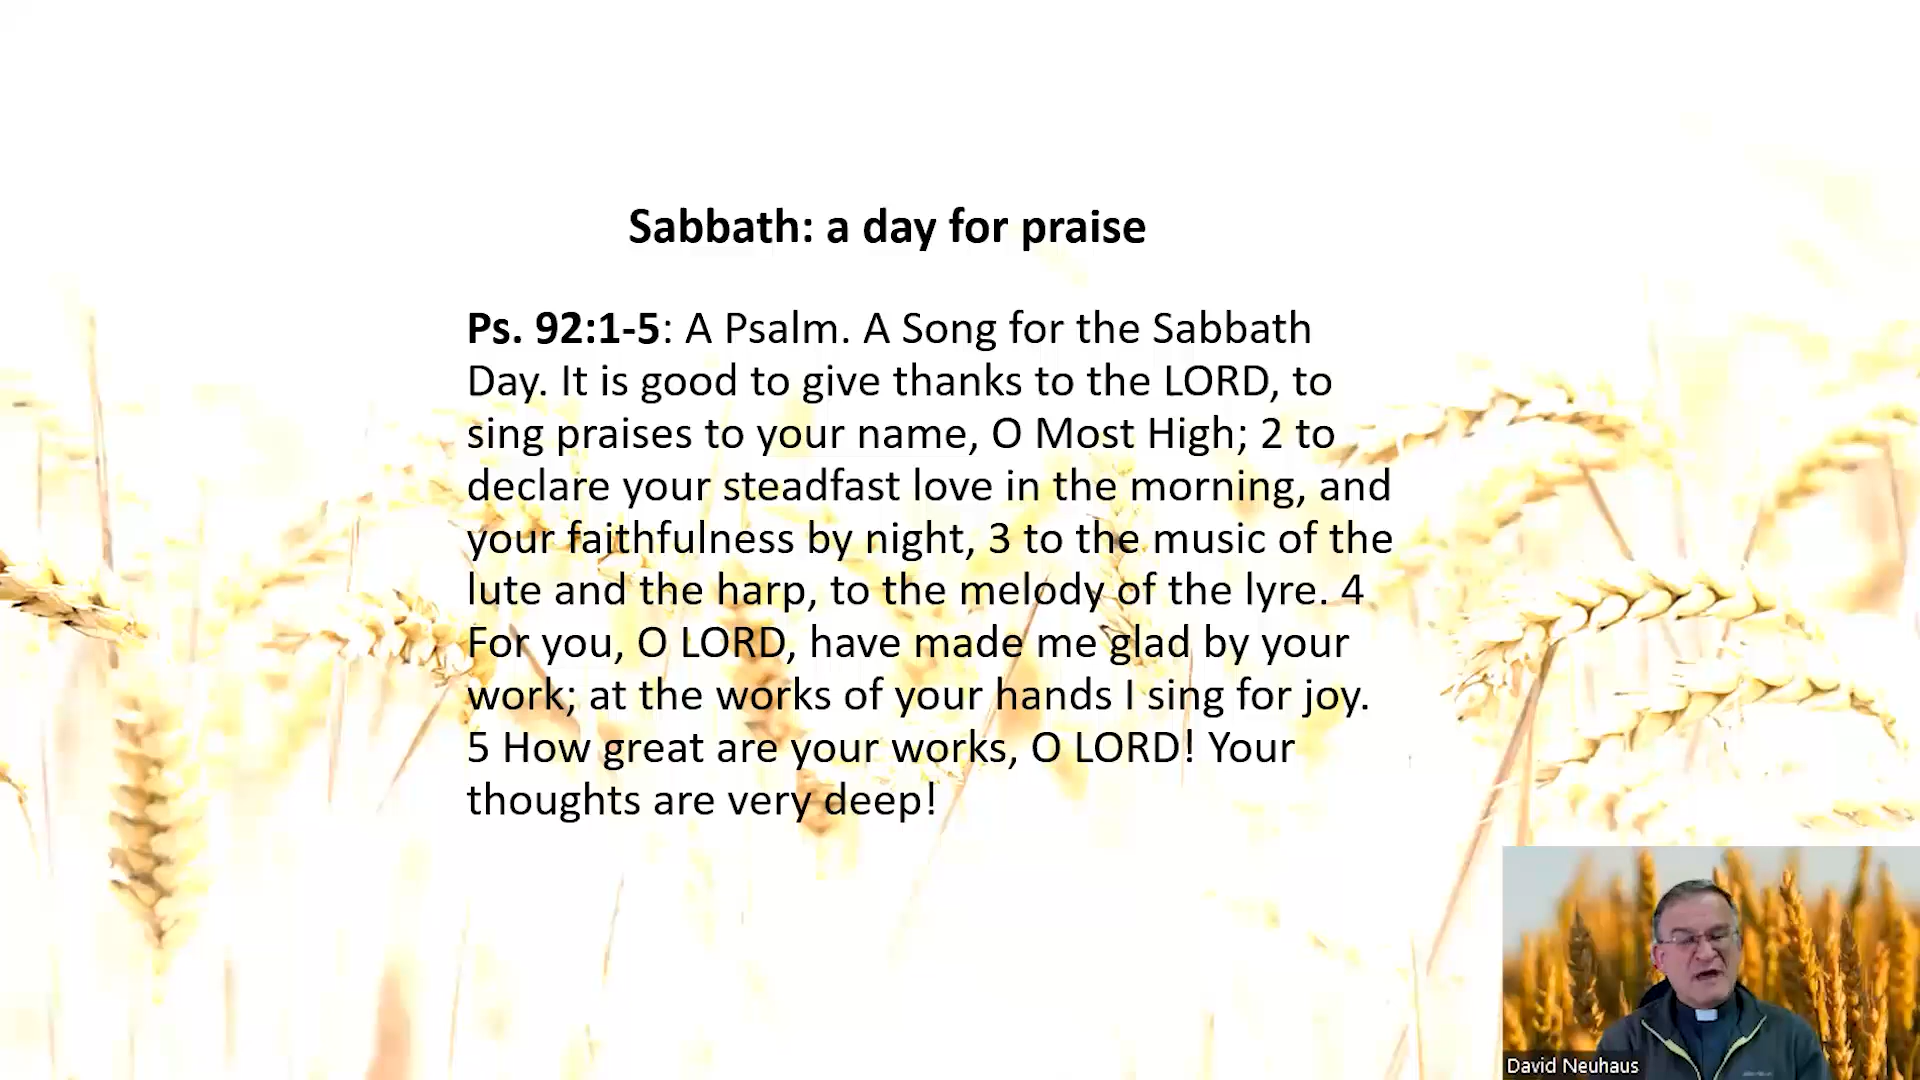 Sabbath: a day for praise
Ps. 92:1-5: A Psalm. A Song for the Sabbath
Day. It is good to give thanks to the LORD, to
sing praises to your name, O Most High; 2 to
declare your steadfast love in the morning, and
your faithfulness by night, 3 to the music of the
lute and the harp, to the melody of the lyre. 4
For you, O LORD, have made me glad by your
work; at the works of your hands I sing for joy.
5 How great are your works, O LORD! Your
thoughts are very deep!
David Neuhaus